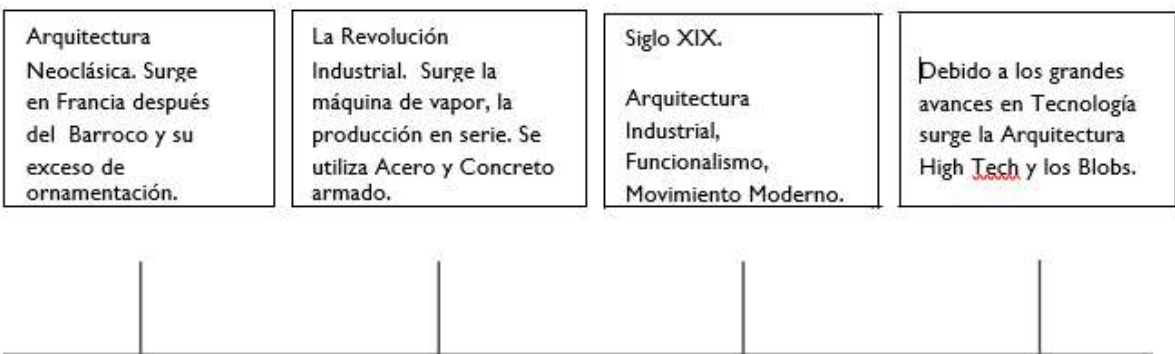 Arquitectura
Neoclásica. Surge
en Francia después
del Barroco y su
exceso de
ornamentación.
La Revolución
Industrial. Surge la
máquina de vapor, la
producción en serie. Se
utiliza Acero y Concreto
armado.
Siglo XIX.
Arquitectura
Industrial,
Funcionalismo,
Movimiento Moderno.
Debido a los grandes
avances en Tecnología
surge la Arquitectura
High Tech y los Blobs.